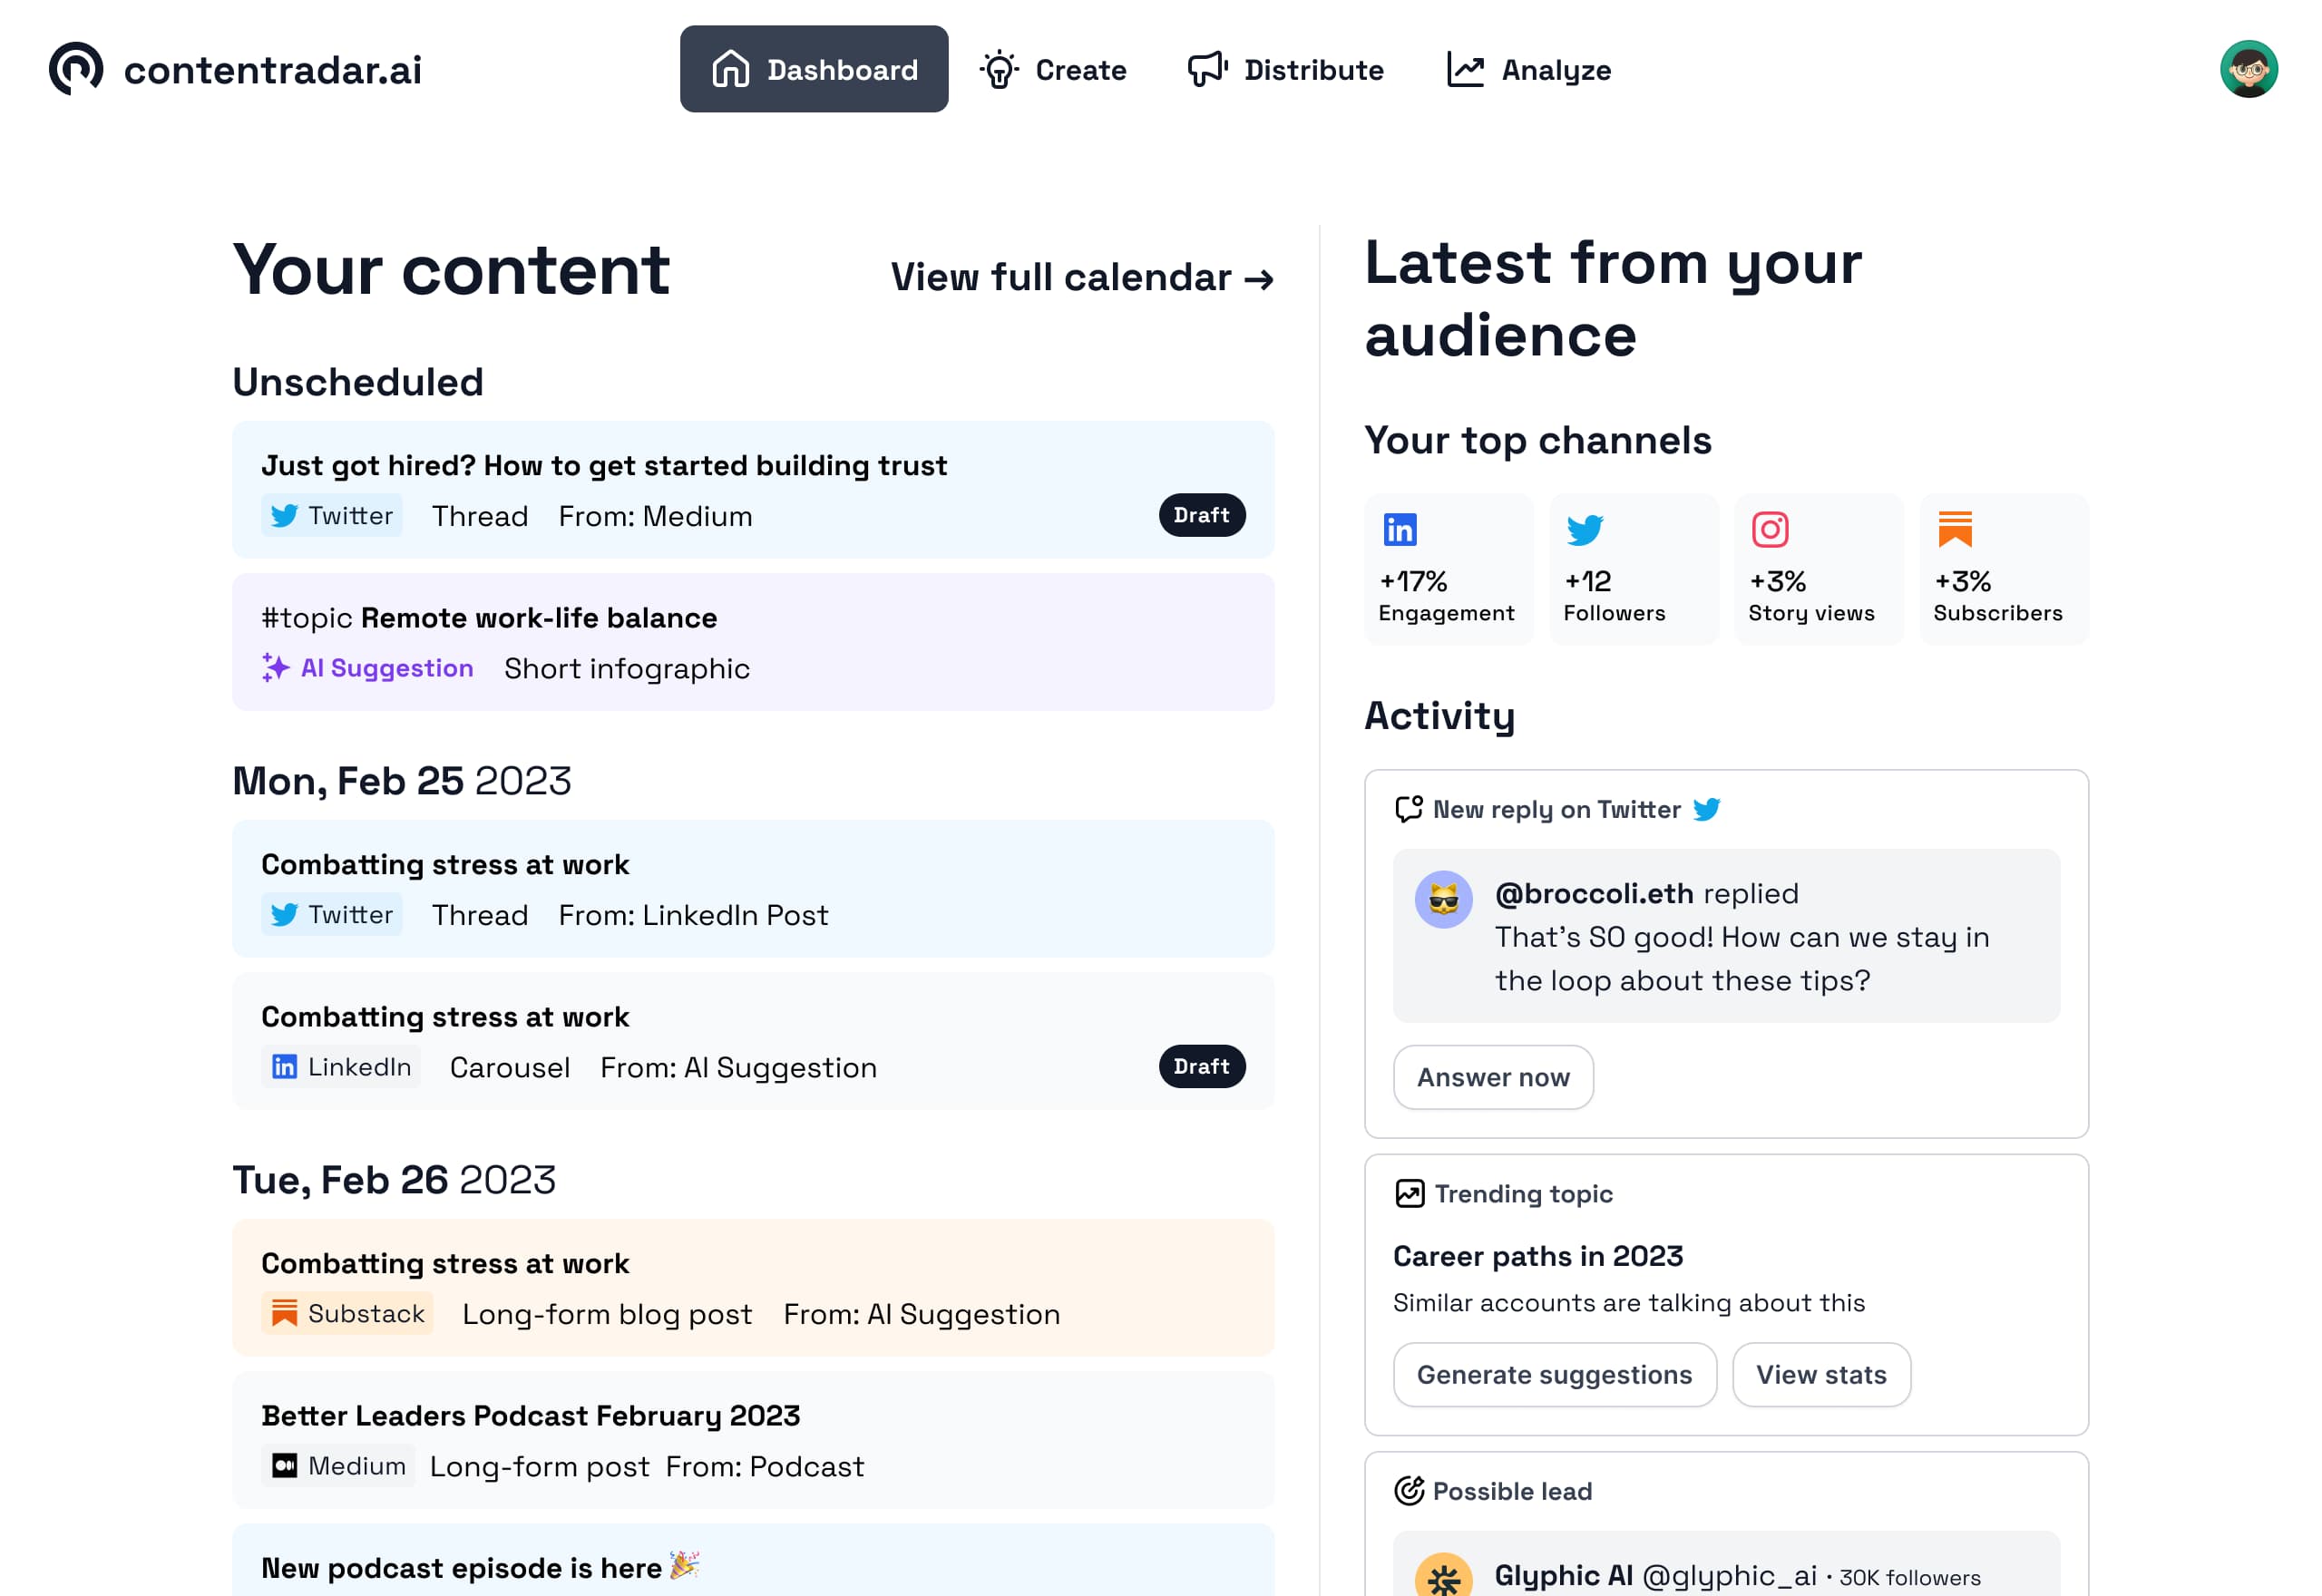 contentradar.ai
Dashboard
Create
Distribute
Analyze
Your content
View full calendar →
Unscheduled
Just got hired? How to get started building trust
Twitter Thread From: Medium
Draft
#topic Remote work-life balance
AI Suggestion Short infographic
Mon, Feb 25 2023
Combatting stress at work
Twitter Thread From: LinkedIn Post
Combatting stress at work
LinkedIn Carousel From: AI Suggestion
Draft
Tue, Feb 26 2023
Combatting stress at work
Substack Long-form blog post From: AI Suggestion
Better Leaders Podcast February 2023
Medium Long-form post From: Podcast
New podcast episode is here 🎉
Latest from your
audience
Your top channels
in
+17%
Engagement
+12
Followers
+3%
Story views
+3%
Subscribers
Activity
New reply on Twitter
@broccoli.eth replied
That's SO good! How can we stay in
the loop about these tips?
Answer now
Trending topic
Career paths in 2023
Similar accounts are talking about this
Generate suggestions
View stats
Possible lead
Glyphic AI @glyphic_ai · 30K followers